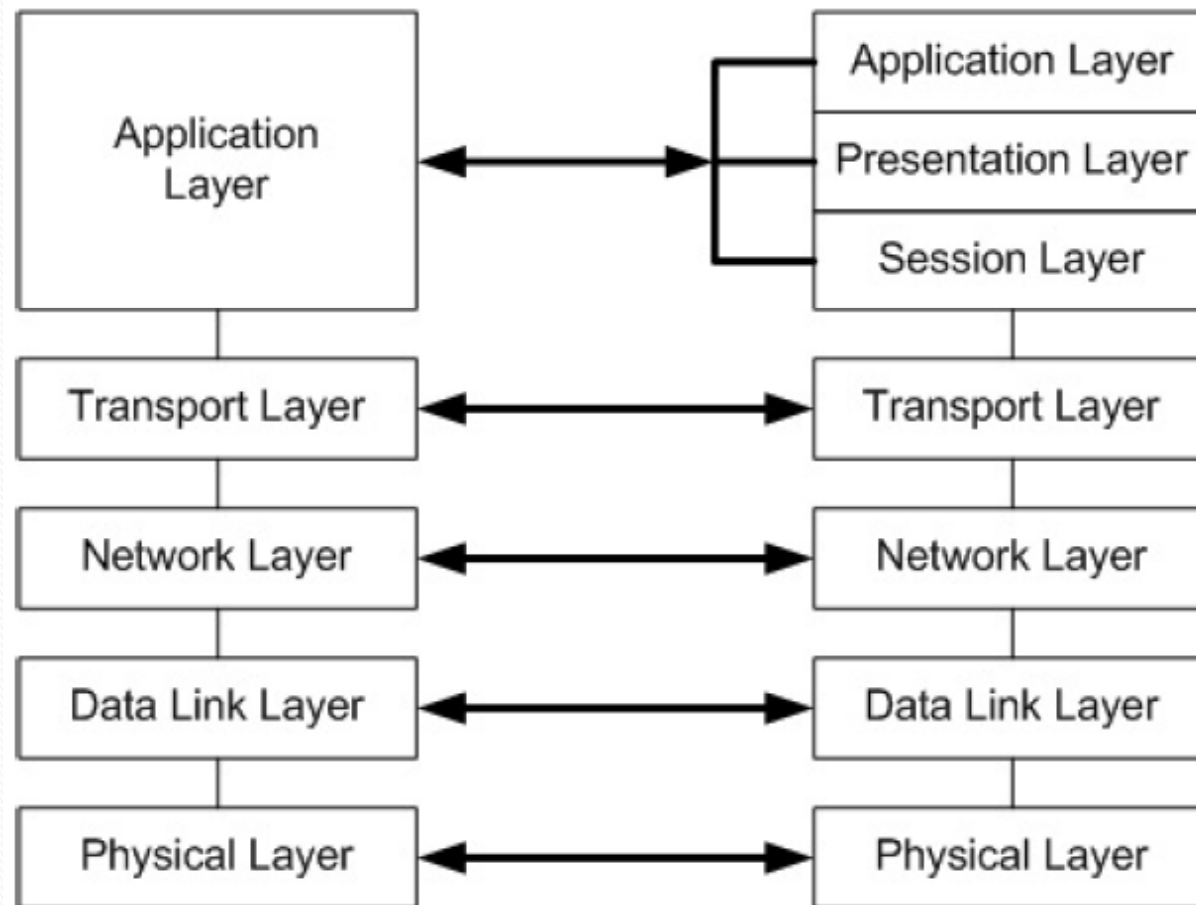 Application
Layer
Application Layer
Presentation Layer
Session Layer
Transport Layer
Transport Layer
Network Layer
Network Layer
Data Link Layer
Data Link Layer
Physical Layer
Physical Layer